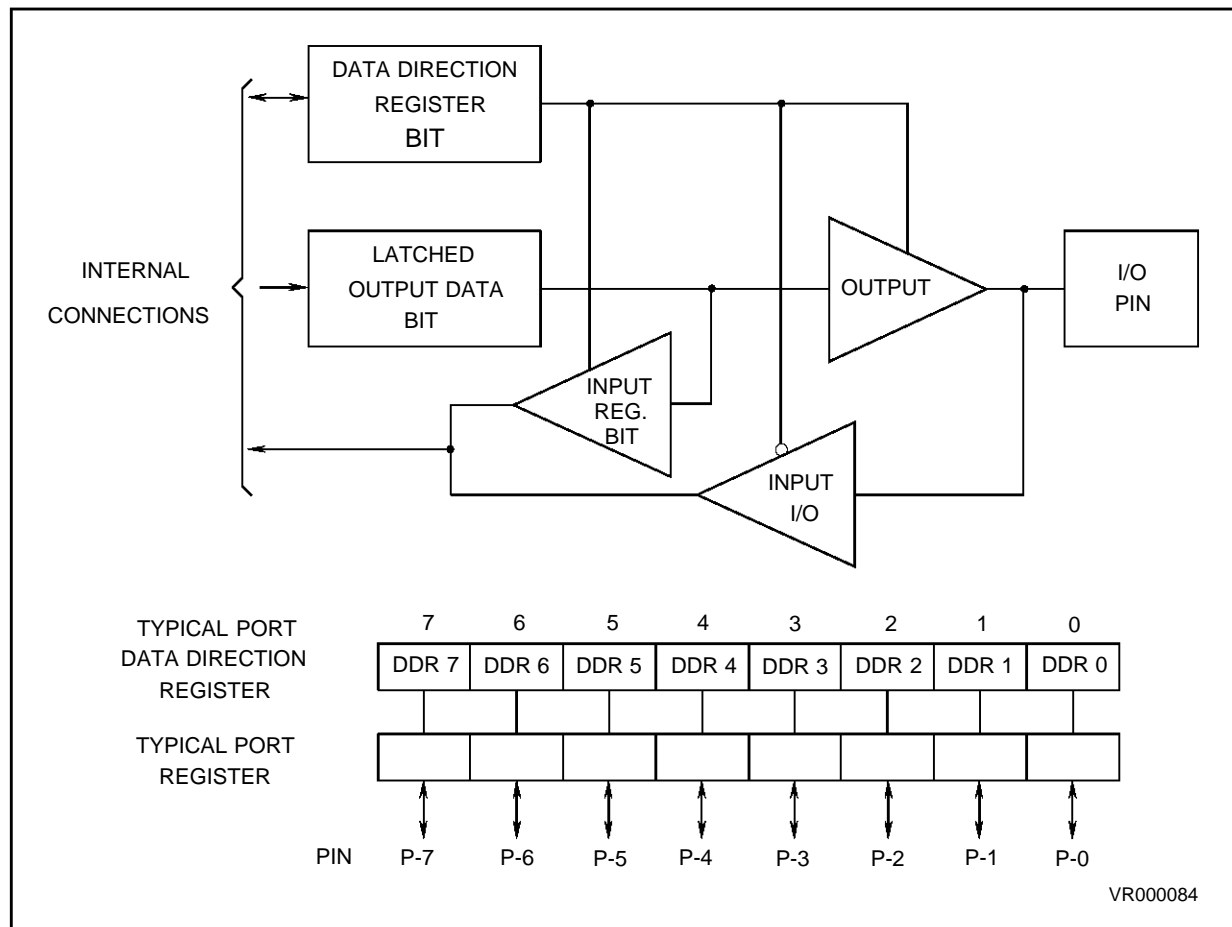 DATA DIRECTION
REGISTER
BIT
LATCHED
OUTPUT DATA
BIT
INTERNAL
CONNECTIONS
OUTPUT
I/O
PIN
INPUT
REG.
BIT
INPUT
I/O
7 6 5 4 3 2 1 0
TYPICAL PORT
DATA DIRECTION
REGISTER
DDR 7 DDR 6 DDR 5 DDR 4 DDR 3 DDR 2 DDR 1 DDR 0
TYPICAL PORT
REGISTER
PIN P-7 P-6 P-5 P-4 P-3 P-2 P-1 P-0
VR000084